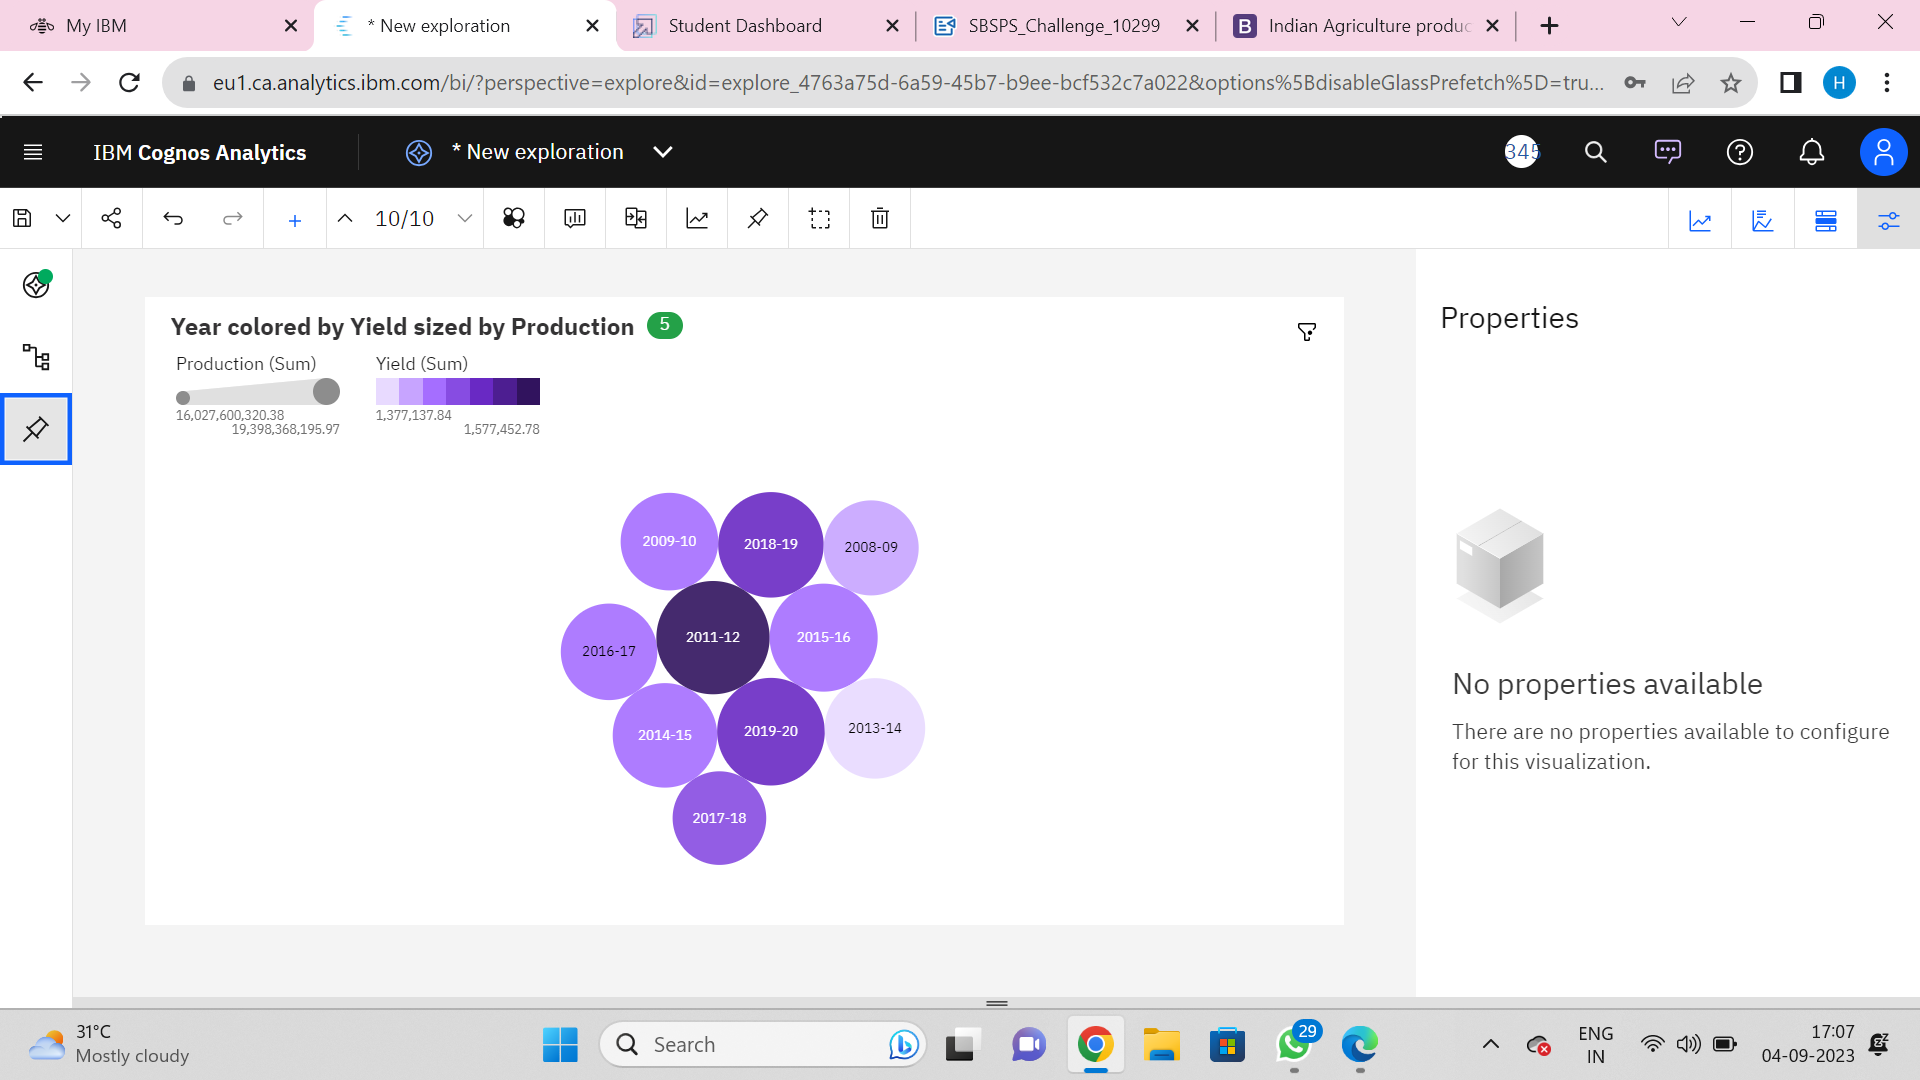 My IBM
* New exploration
Student Dashboard
SBSPS_Challenge_10299
Indian Agriculture produc
eu1.ca.analytics.ibm.com/bi/?perspective=explore&id=explore_4763a75d-6a59-45b7-b9ee-bcf532c7a022&options%5BdisableGlassPrefetch%5D=tru...
H
IBM Cognos Analytics
* New exploration
345
10/10
Year colored by Yield sized by Production 5
Production (Sum)
16,027,600,320.38
19,398,368,195.97
Yield (Sum)
1,377,137.84
1,577,452.78
2009-10
2018-19
2008-09
2016-17
2011-12
2015-16
2014-15
2019-20
2013-14
2017-18
Properties
No properties available
There are no properties available to configure
for this visualization.
31°C
Mostly cloudy
Search
29
ENG
IN
17:07
04-09-2023